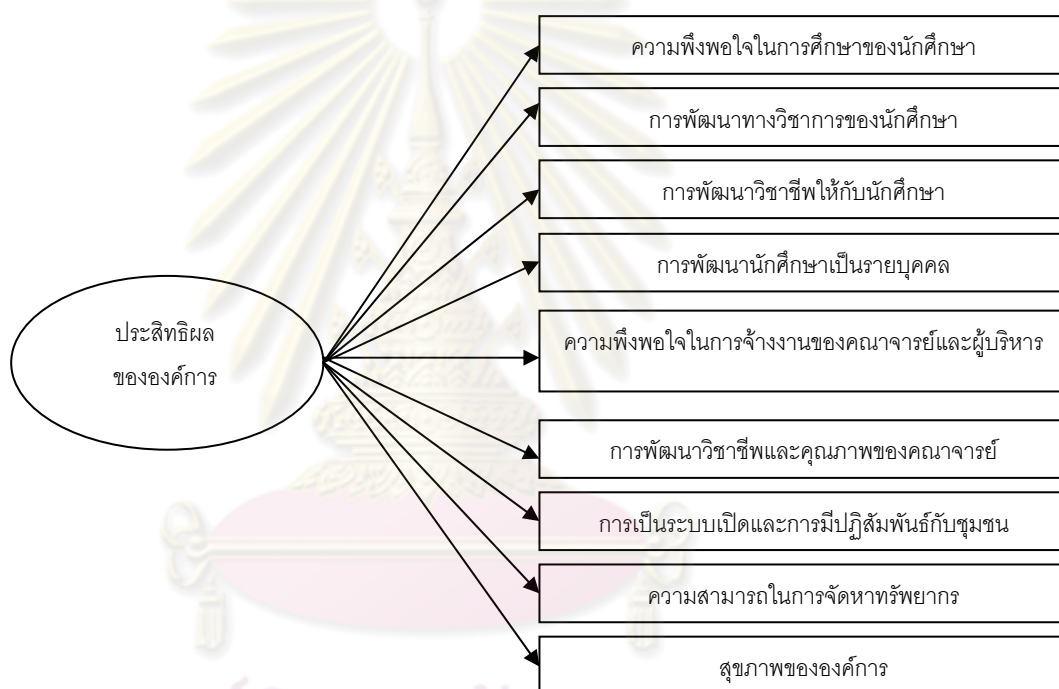 ความพึงพอใจในการศึกษาของนักศึกษา
การพัฒนาทางวิชาการของนักศึกษา
การพัฒนาวิชาชีพให้กับนักศึกษา
การพัฒนานักศึกษาเป็นรายบุคคล
ประสิทธิผล
ขององค์การ
ความพึงพอใจในการจ้างงานของคณาจารย์และผู้บริหาร
การพัฒนาวิชาชีพและคุณภาพของคณาจารย์
การเป็นระบบเปิดและการมีปฏิสัมพันธ์กับชุมชน
ความสามารถในการจัดหาทรัพยากร
สุขภาพขององค์การ